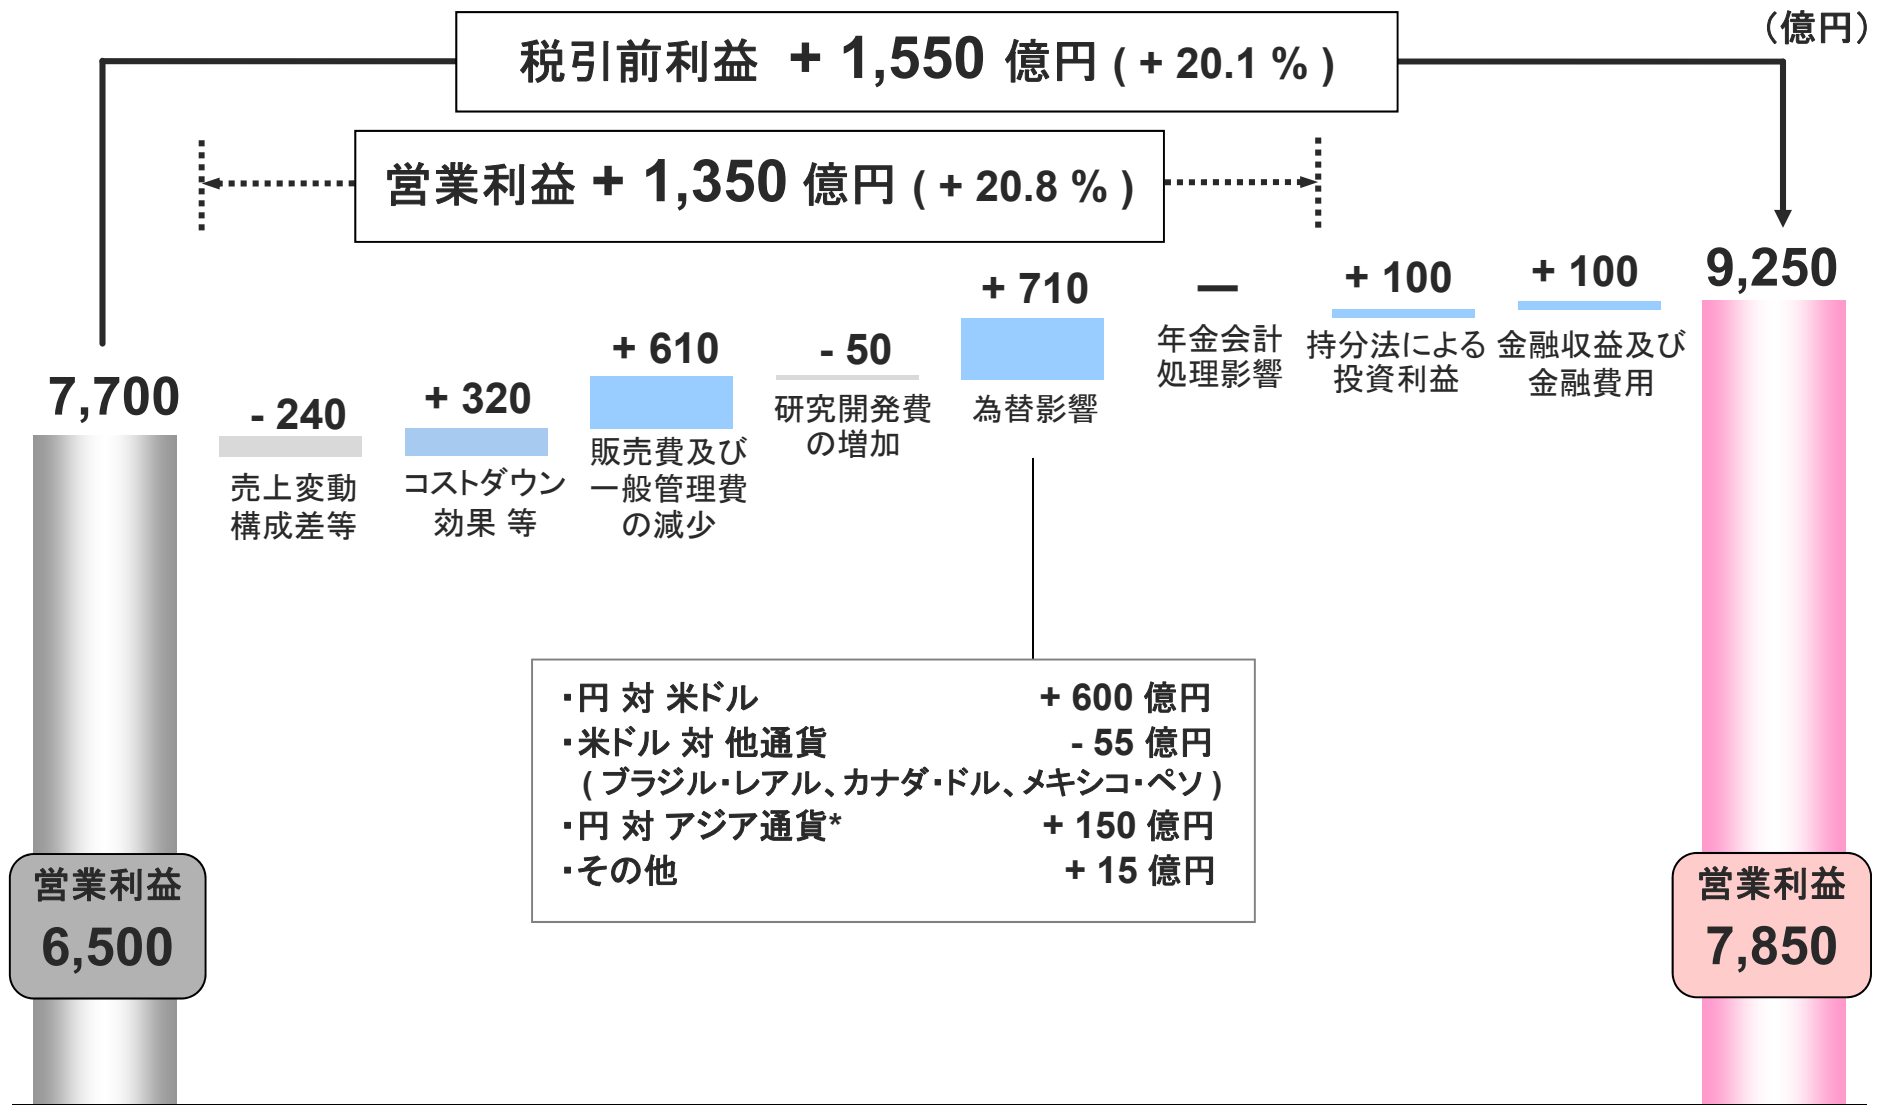 (億円)
税引前利益 + 1,550 億円 ( + 20.1 % )
営業利益 + 1,350 億円 ( + 20.8 % )
7,700
- 240
売上変動
構成差等
+ 320
コストダウン
効果 等
+ 610
販売費及び
一般管理費
の減少
- 50
研究開発費
の増加
+ 710
為替影響
―
年金会計
処理影響
+ 100
持分法による
投資利益
+ 100
金融収益及び
金融費用
9,250
・円 対 米ドル + 600 億円
・米ドル 対 他通貨 - 55 億円
( ブラジル・レアル、カナダ・ドル、メキシコ・ペソ )
・円 対 アジア通貨* + 150 億円
・その他 + 15 億円
営業利益
6,500
営業利益
7,850